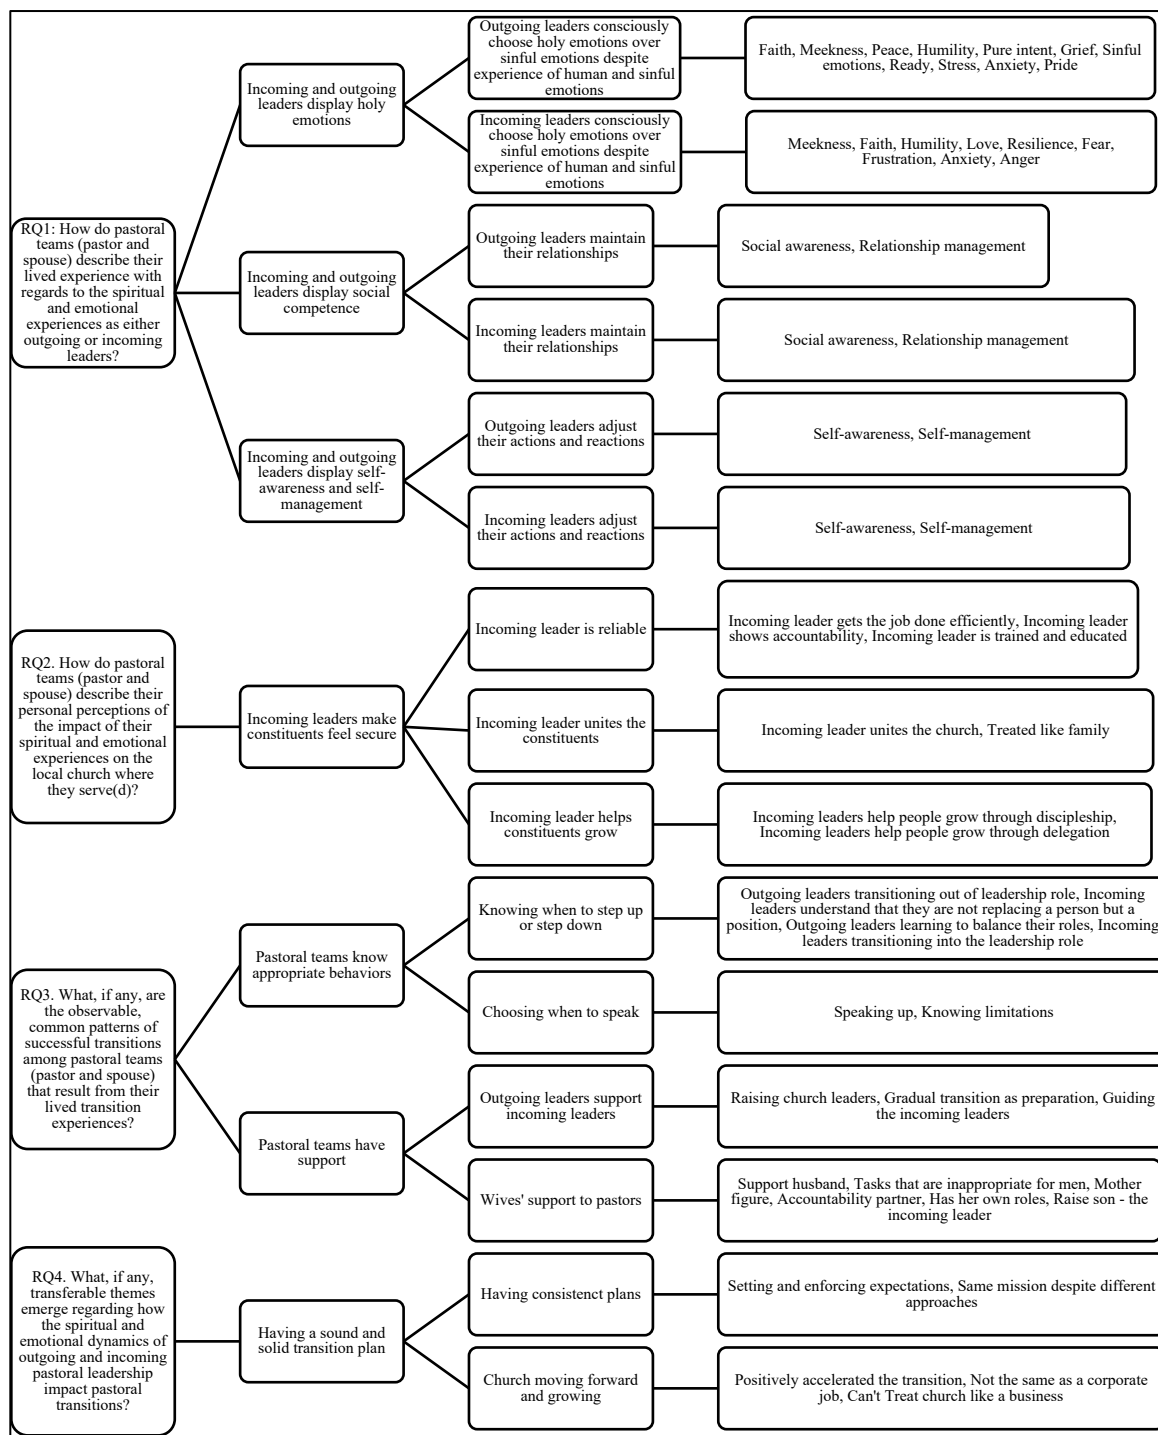 RQ1: How do pastoral
teams (pastor and
spouse) describe their
lived experience with
regards to the spiritual
and emotional
experiences as either
outgoing or incoming
leaders?
Incoming and outgoing
leaders display holy
emotions
Outgoing leaders consciously
choose holy emotions over
sinful emotions despite
experience of human and sinful
emotions
Faith, Meekness, Peace, Humility, Pure intent, Grief, Sinful
emotions, Ready, Stress, Anxiety, Pride
Incoming leaders consciously
choose holy emotions over
sinful emotions despite
experience of human and sinful
emotions
Meekness, Faith, Humility, Love, Resilience, Fear,
Frustration, Anxiety, Anger
Incoming and outgoing
leaders display social
competence
Outgoing leaders maintain
their relationships
Social awareness, Relationship management
Incoming leaders maintain
their relationships
Social awareness, Relationship management
Incoming and outgoing
leaders display self-
awareness and self-
management
Outgoing leaders adjust
their actions and reactions
Self-awareness, Self-management
Incoming leaders adjust
their actions and reactions
Self-awareness, Self-management
RQ2. How do pastoral
teams (pastor and
spouse) describe their
personal perceptions
of the impact of their
spiritual and emotional
experiences on the
local church where
they serve(d)?
Incoming leaders make
constituents feel secure
Incoming leader is reliable
Incoming leader gets the job done efficiently, Incoming leader
shows accountability, Incoming leader is trained and educated
Incoming leader unites the
constituents
Incoming leader unites the church, Treated like family
Incoming leader helps
constituents grow
Incoming leaders help people grow through discipleship,
Incoming leaders help people grow through delegation
RQ3. What, if any, are
the observable,
common patterns of
successful transitions
among pastoral teams
(pastor and spouse)
that result from their
lived transition
experiences?
Pastoral teams know
appropriate behaviors
Knowing when to step up
or step down
Outgoing leaders transitioning out of leadership role, Incoming
leaders understand that they are not replacing a person but a
position, Outgoing leaders learning to balance their roles, Incoming
leaders transitioning into the leadership role
Choosing when to speak
Speaking up, Knowing limitations
Pastoral teams have
support
Outgoing leaders support
incoming leaders
Raising church leaders, Gradual transition as preparation, Guiding
the incoming leaders
Wives' support to pastors
Support husband, Tasks that are inappropriate for men, Mother
figure, Accountability partner, Has her own roles, Raise son - the
incoming leader
RQ4. What, if any,
transferable themes
emerge regarding how
the spiritual and
emotional dynamics of
outgoing and incoming
pastoral leadership
impact pastoral
transitions?
Having a sound and
solid transition plan
Having consistenct plans
Setting and enforcing expectations, Same mission despite different
approaches
Church moving forward
and growing
Positively accelerated the transition, Not the same as a corporate
job, Can't Treat church like a business